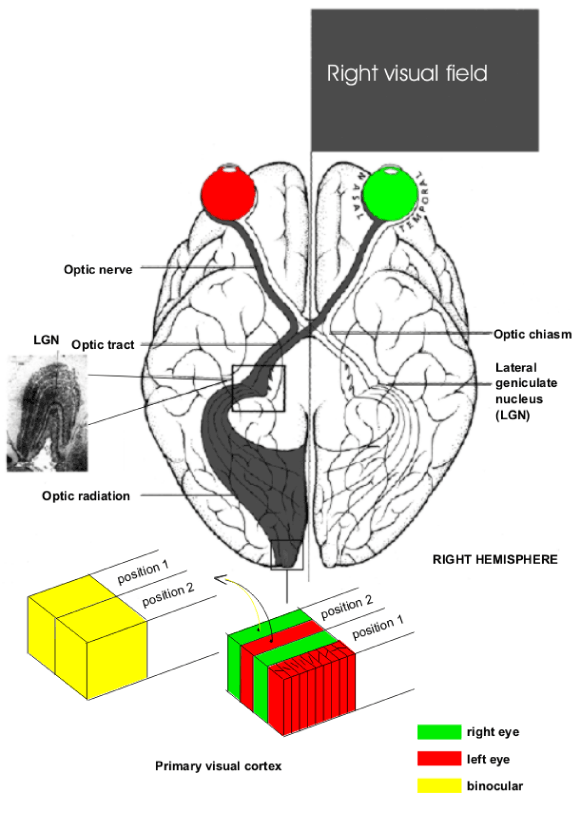 Right visual field
NASAL
TEMPORAL
Optic nerve
LGN
Optic tract
Optic chiasm
Lateral
geniculate
nucleus
(LGN)
Optic radiation
RIGHT HEMISPHERE
position 1
position 2
position 2
position 1
Primary visual cortex
right eye
left eye
binocular